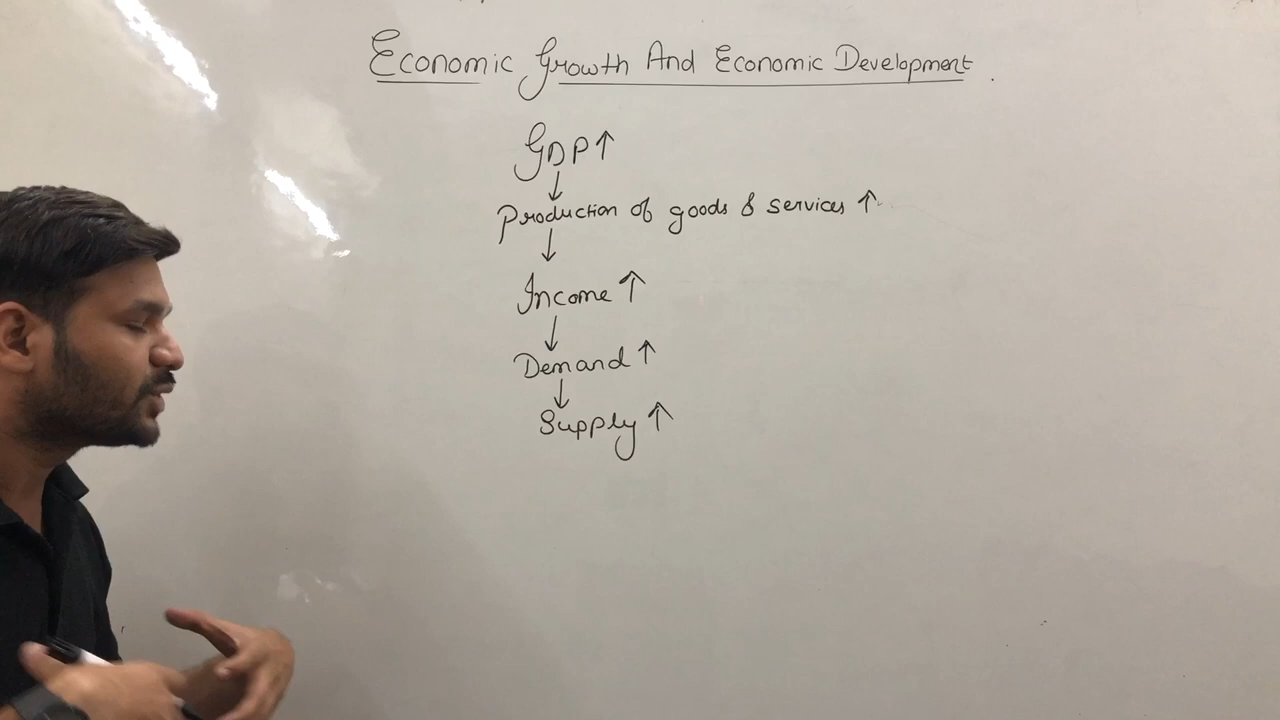 Economic Growth And Economic Development.
GDP↑
↓
Production of goods & services ↑
↓
Income ↑
↓
Demand ↑
↓
Supply ↑